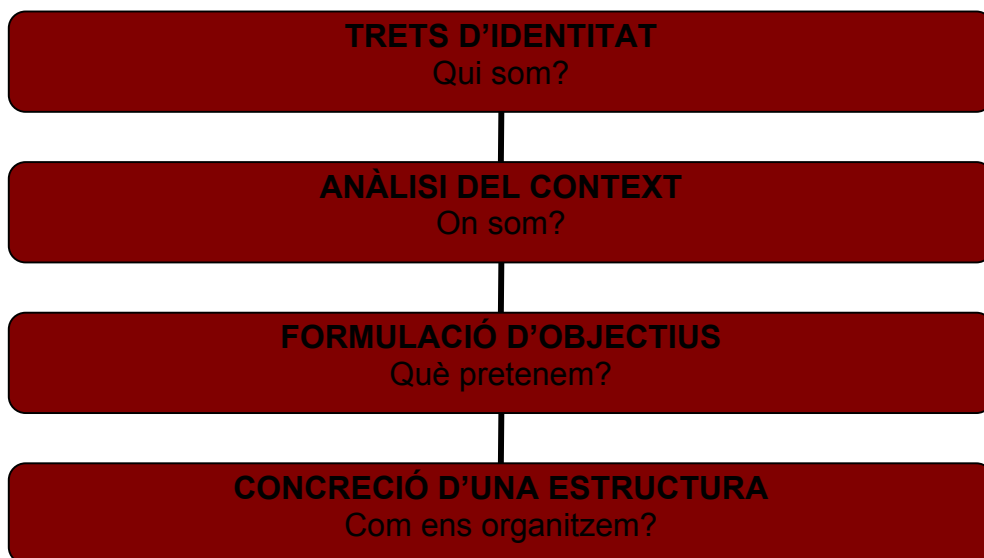 TRETS D’IDENTITAT
Qui som?
ANÀLISI DEL CONTEXT
On som?
FORMULACIÓ D’OBJECTIUS
Què pretenem?
CONCRECIÓ D’UNA ESTRUCTURA
Com ens organitzem?